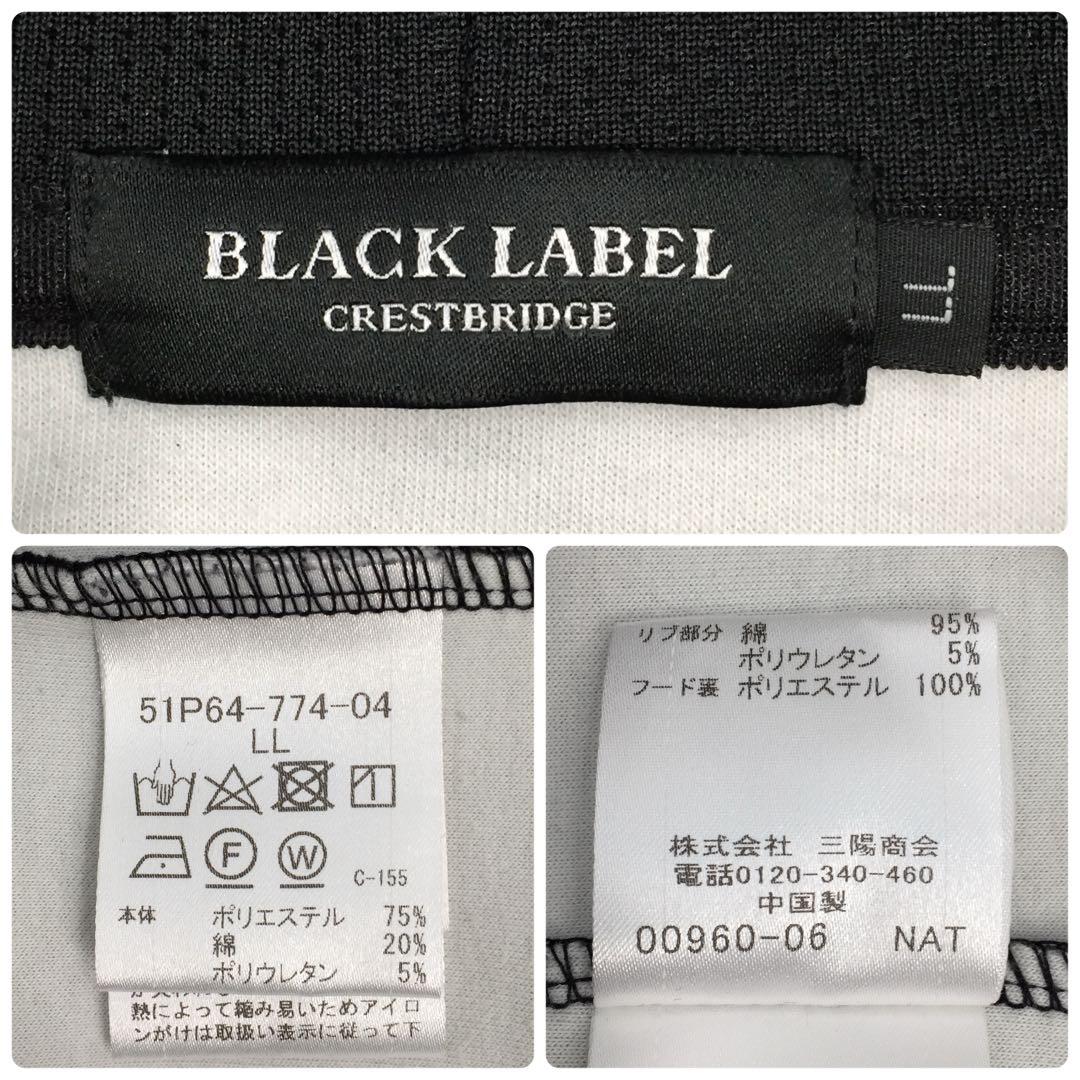 BLACK LABEL
CRESTBRIDGE
LL
51P64-774-04
LL
F
W
C-155
本体 ポリエステル 75%
綿 20%
ポリウレタン 5%
熱によって縮み易いためアイロ
ンがけは取扱い表示に従って下
リブ部分 綿 95%
ポリウレタン 5%
フード裏 ポリエステル 100%
株式会社 三陽商会
電話0120-340-460
中国製
00960-06 NAT